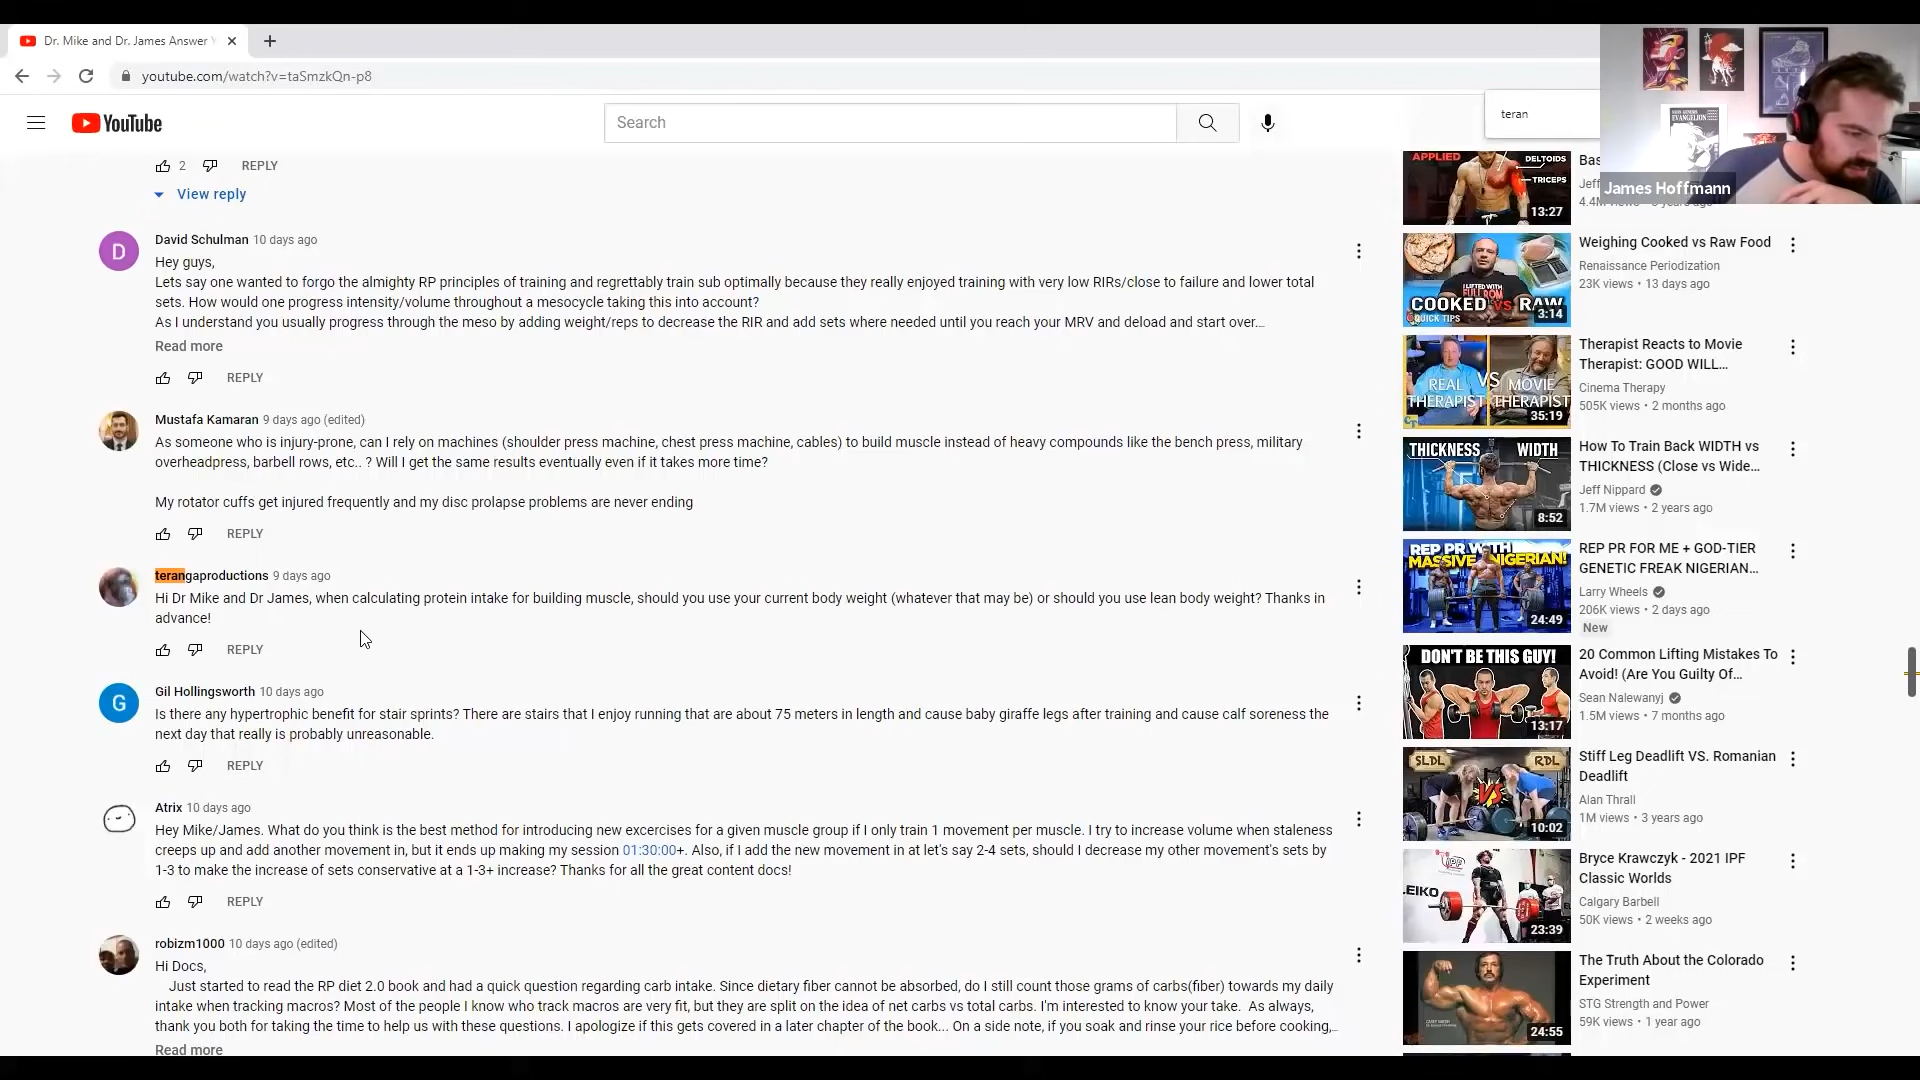 Dr. Mike and Dr. James Answer
youtube.com/watch?v=taSmzkQn-p8
YouTube
Search
teran
James Hoffmann
2 REPLY
View reply
David Schulman 10 days ago
Hey guys,
Lets say one wanted to forgo the almighty RP principles of training and regrettably train sub optimally because they really enjoyed training with very low RIRs/close to failure and lower total
sets. How would one progress intensity/volume throughout a mesocycle taking this into account?
As I understand you usually progress through the meso by adding weight/reps to decrease the RIR and add sets where needed until you reach your MRV and deload and start over...
Read more
REPLY
Mustafa Kamaran 9 days ago (edited)
As someone who is injury-prone, can I rely on machines (shoulder press machine, chest press machine, cables) to build muscle instead of heavy compounds like the bench press, military
overheadpress, barbell rows, etc.. ? Will I get the same results eventually even if it takes more time?
My rotator cuffs get injured frequently and my disc prolapse problems are never ending
REPLY
terangaproductions 9 days ago
Hi Dr Mike and Dr James, when calculating protein intake for building muscle, should you use your current body weight (whatever that may be) or should you use lean body weight? Thanks in
advance!
REPLY
G
Gil Hollingsworth 10 days ago
Is there any hypertrophic benefit for stair sprints? There are stairs that I enjoy running that are about 75 meters in length and cause baby giraffe legs after training and cause calf soreness the
next day that really is probably unreasonable.
REPLY
Atrix 10 days ago
Hey Mike/James. What do you think is the best method for introducing new excercises for a given muscle group if I only train 1 movement per muscle. I try to increase volume when staleness
creeps up and add another movement in, but it ends up making my session 01:30:00+. Also, if I add the new movement in at let's say 2-4 sets, should I decrease my other movement's sets by
1-3 to make the increase of sets conservative at a 1-3+ increase? Thanks for all the great content docs!
REPLY
robizm1000 10 days ago (edited)
Hi Docs,
Just started to read the RP diet 2.0 book and had a quick question regarding carb intake. Since dietary fiber cannot be absorbed, do I still count those grams of carbs(fiber) towards my daily
intake when tracking macros? Most of the people I know who track macros are very fit, but they are split on the idea of net carbs vs total carbs. I'm interested to know your take. As always,
thank you both for taking the time to help us with these questions. I apologize if this gets covered in a later chapter of the book... On a side note, if you soak and rinse your rice before cooking,...
Read more
D
APPLIED
DELTOIDS
TRICEPS
13:27
Bas
Jeff
COOKED VS RAW
QUICK TIPS
3:14
Weighing Cooked vs Raw Food
Renaissance Periodization
23K views • 13 days ago
REAL THERAPIST VS MOVIE THERAPIST
35:19
Therapist Reacts to Movie
Therapist: GOOD WILL...
Cinema Therapy
505K views • 2 months ago
THICKNESS WIDTH
8:52
How To Train Back WIDTH vs
THICKNESS (Close vs Wide...
Jeff Nippard
1.7M views • 2 years ago
REP PR WITH
MASSIVE NIGERIAN!
24:49
REP PR FOR ME + GOD-TIER
GENETIC FREAK NIGERIAN...
Larry Wheels
206K views • 2 days ago
New
DON'T BE THIS GUY!
13:17
20 Common Lifting Mistakes To
Avoid! (Are You Guilty Of...
Sean Nalewanyj
1.5M views • 7 months ago
SLDL VS RDL
10:02
Stiff Leg Deadlift VS. Romanian
Deadlift
Alan Thrall
1M views • 3 years ago
LEIKO
23:39
Bryce Krawczyk - 2021 IPF
Classic Worlds
Calgary Barbell
50K views • 2 weeks ago
24:55
The Truth About the Colorado
Experiment
STG Strength and Power
59K views • 1 year ago